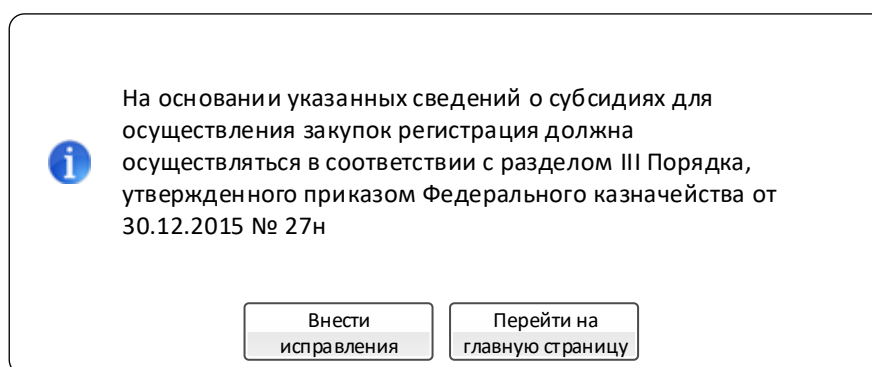 На основании указанных сведений о субсидиях для
осуществления закупок регистрация должна
осуществляться в соответствии с разделом III Порядка,
утвержденного приказом Федерального казначейства от
30.12.2015 № 27н
Внести
исправления
Перейти на
главную страницу